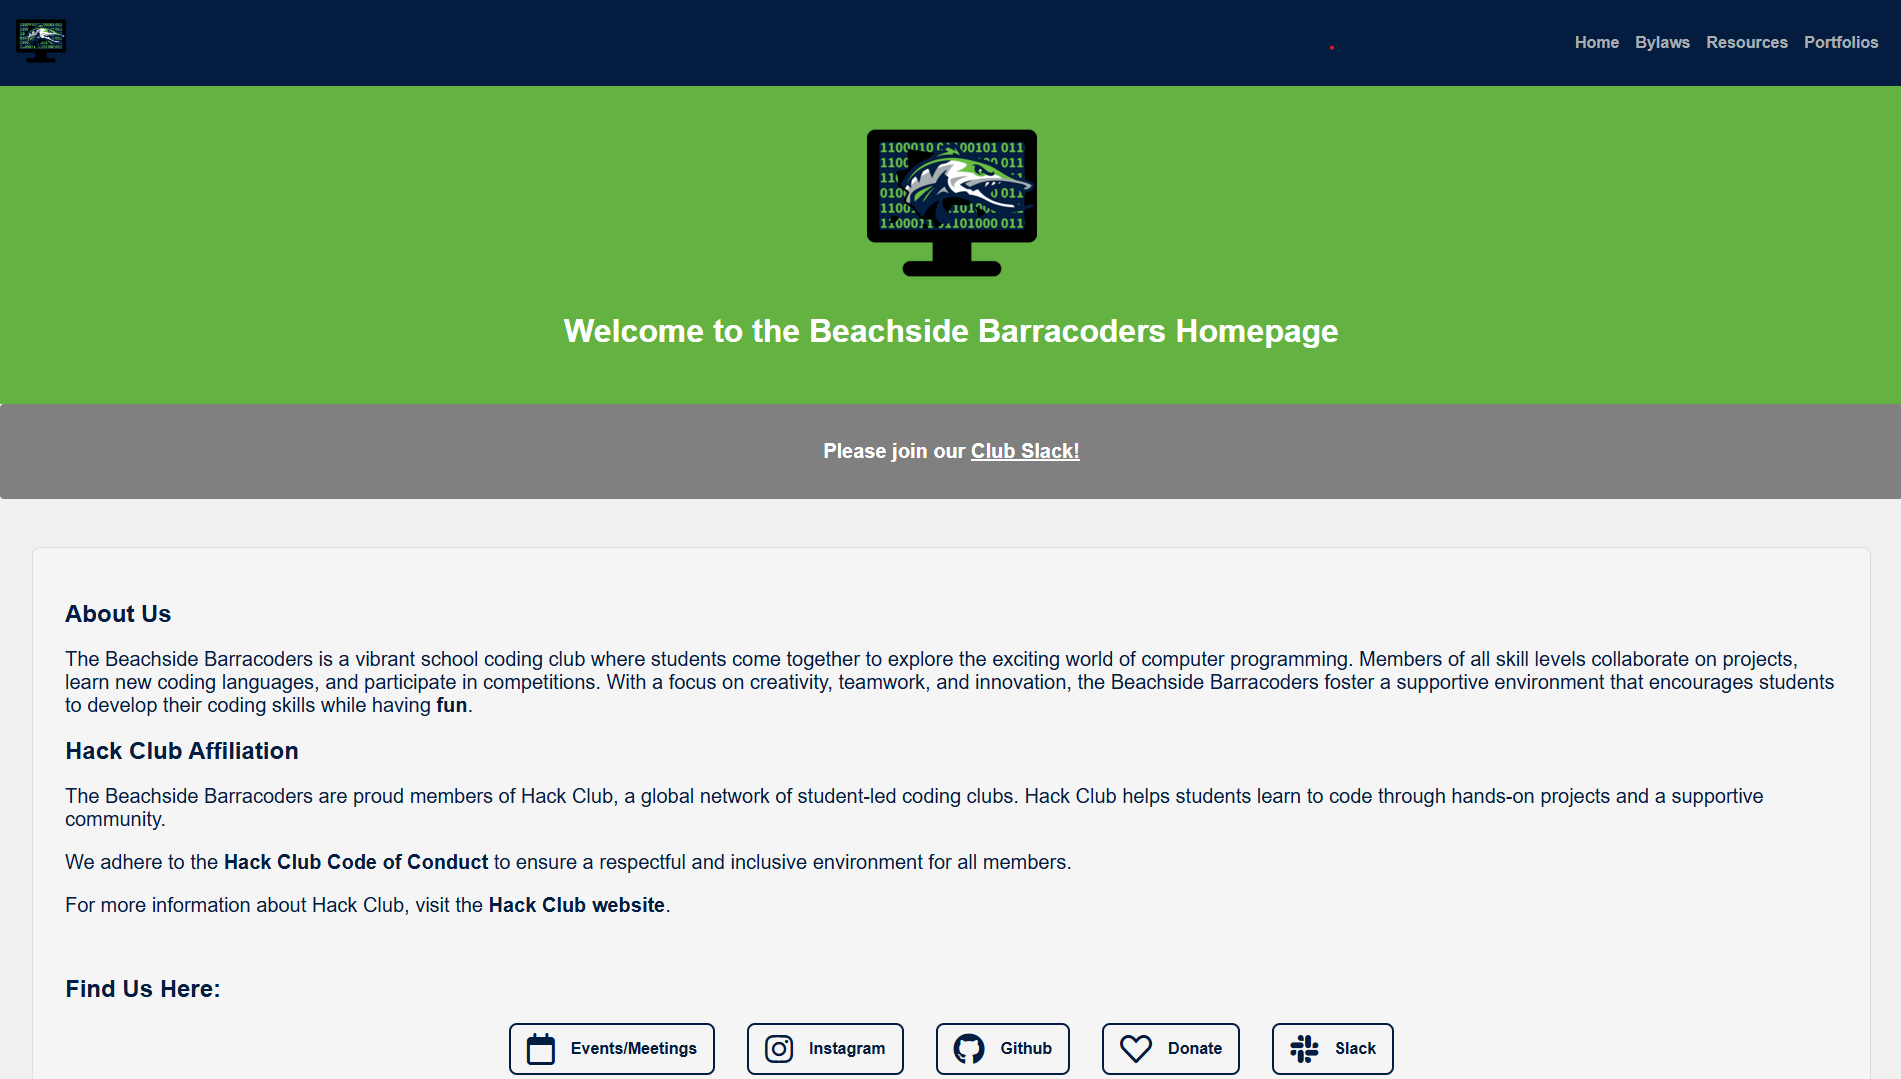 Home Bylaws Resources Portfolios
Welcome to the Beachside Barracoders Homepage
Please join our Club Slack!
About Us
The Beachside Barracoders is a vibrant school coding club where students come together to explore the exciting world of computer programming. Members of all skill levels collaborate on projects,
learn new coding languages, and participate in competitions. With a focus on creativity, teamwork, and innovation, the Beachside Barracoders foster a supportive environment that encourages students
to develop their coding skills while having fun.
Hack Club Affiliation
The Beachside Barracoders are proud members of Hack Club, a global network of student-led coding clubs. Hack Club helps students learn to code through hands-on projects and a supportive
community.
We adhere to the Hack Club Code of Conduct to ensure a respectful and inclusive environment for all members.
For more information about Hack Club, visit the Hack Club website.
Find Us Here:
Events/Meetings Instagram Github Donate Slack